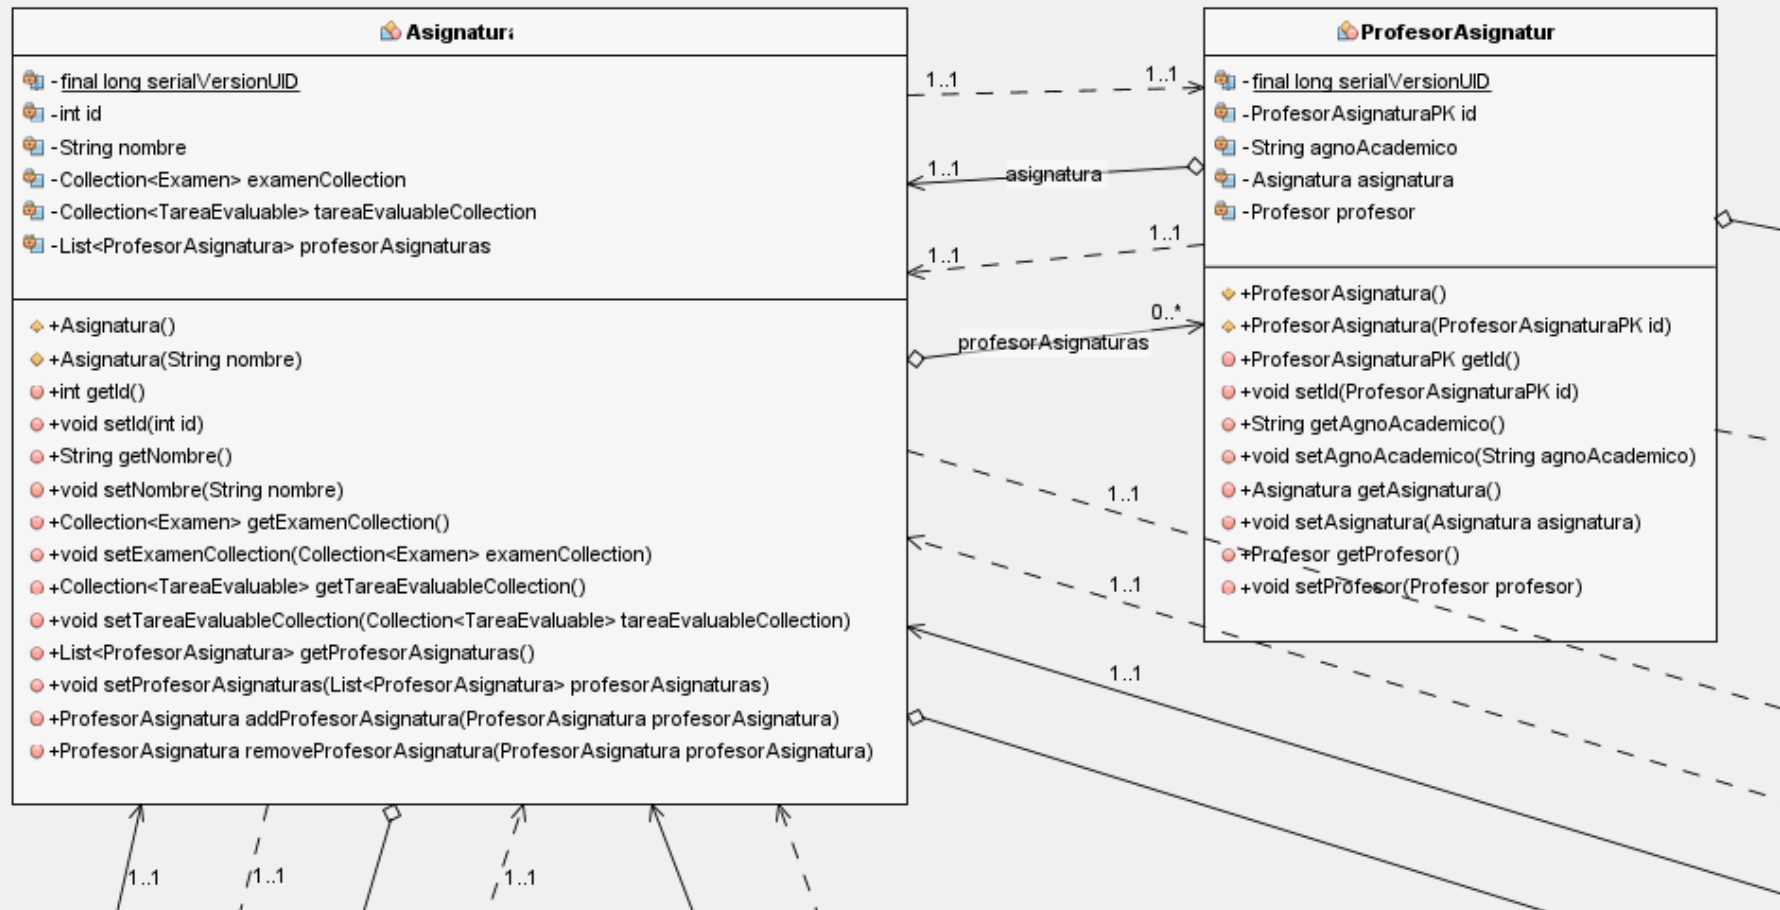 Asignatura
-final long serialVersionUID
-int id
-String nombre
-Collection<Examen> examenCollection
-Collection<TareaEvaluable> tareaEvaluableCollection
-List<ProfesorAsignatura> profesorAsignaturas
+Asignatura()
+Asignatura(String nombre)
+int getId()
+void setId(int id)
+String getNombre()
+void setNombre(String nombre)
+Collection<Examen> getExamenCollection()
+void setExamenCollection(Collection<Examen> examenCollection)
+Collection<TareaEvaluable> getTareaEvaluableCollection()
+void setTareaEvaluableCollection(Collection<TareaEvaluable> tareaEvaluableCollection)
+List<ProfesorAsignatura> getProfesorAsignaturas()
+void setProfesorAsignaturas(List<ProfesorAsignatura> profesorAsignaturas)
+ProfesorAsignatura addProfesorAsignatura(ProfesorAsignatura profesorAsignatura)
+ProfesorAsignatura removeProfesorAsignatura(ProfesorAsignatura profesorAsignatura)
1..1 1..1
1..1 asignatura
1..1 1..1
0..*
profesorAsignaturas
1..1
1..1
1..1
ProfesorAsignatur
-final long serialVersionUID
-ProfesorAsignaturaPK id
-String agnoAcademico
-Asignatura asignatura
-Profesor profesor
+ProfesorAsignatura()
+ProfesorAsignatura(ProfesorAsignaturaPK id)
+ProfesorAsignaturaPK getId()
+void setId(ProfesorAsignaturaPK id)
+String getAgnoAcademico()
+void setAgnoAcademico(String agnoAcademico)
+Asignatura getAsignatura()
+void setAsignatura(Asignatura asignatura)
+Profesor getProfesor()
+void setProfesor(Profesor profesor)
1..1 1..1 1..1